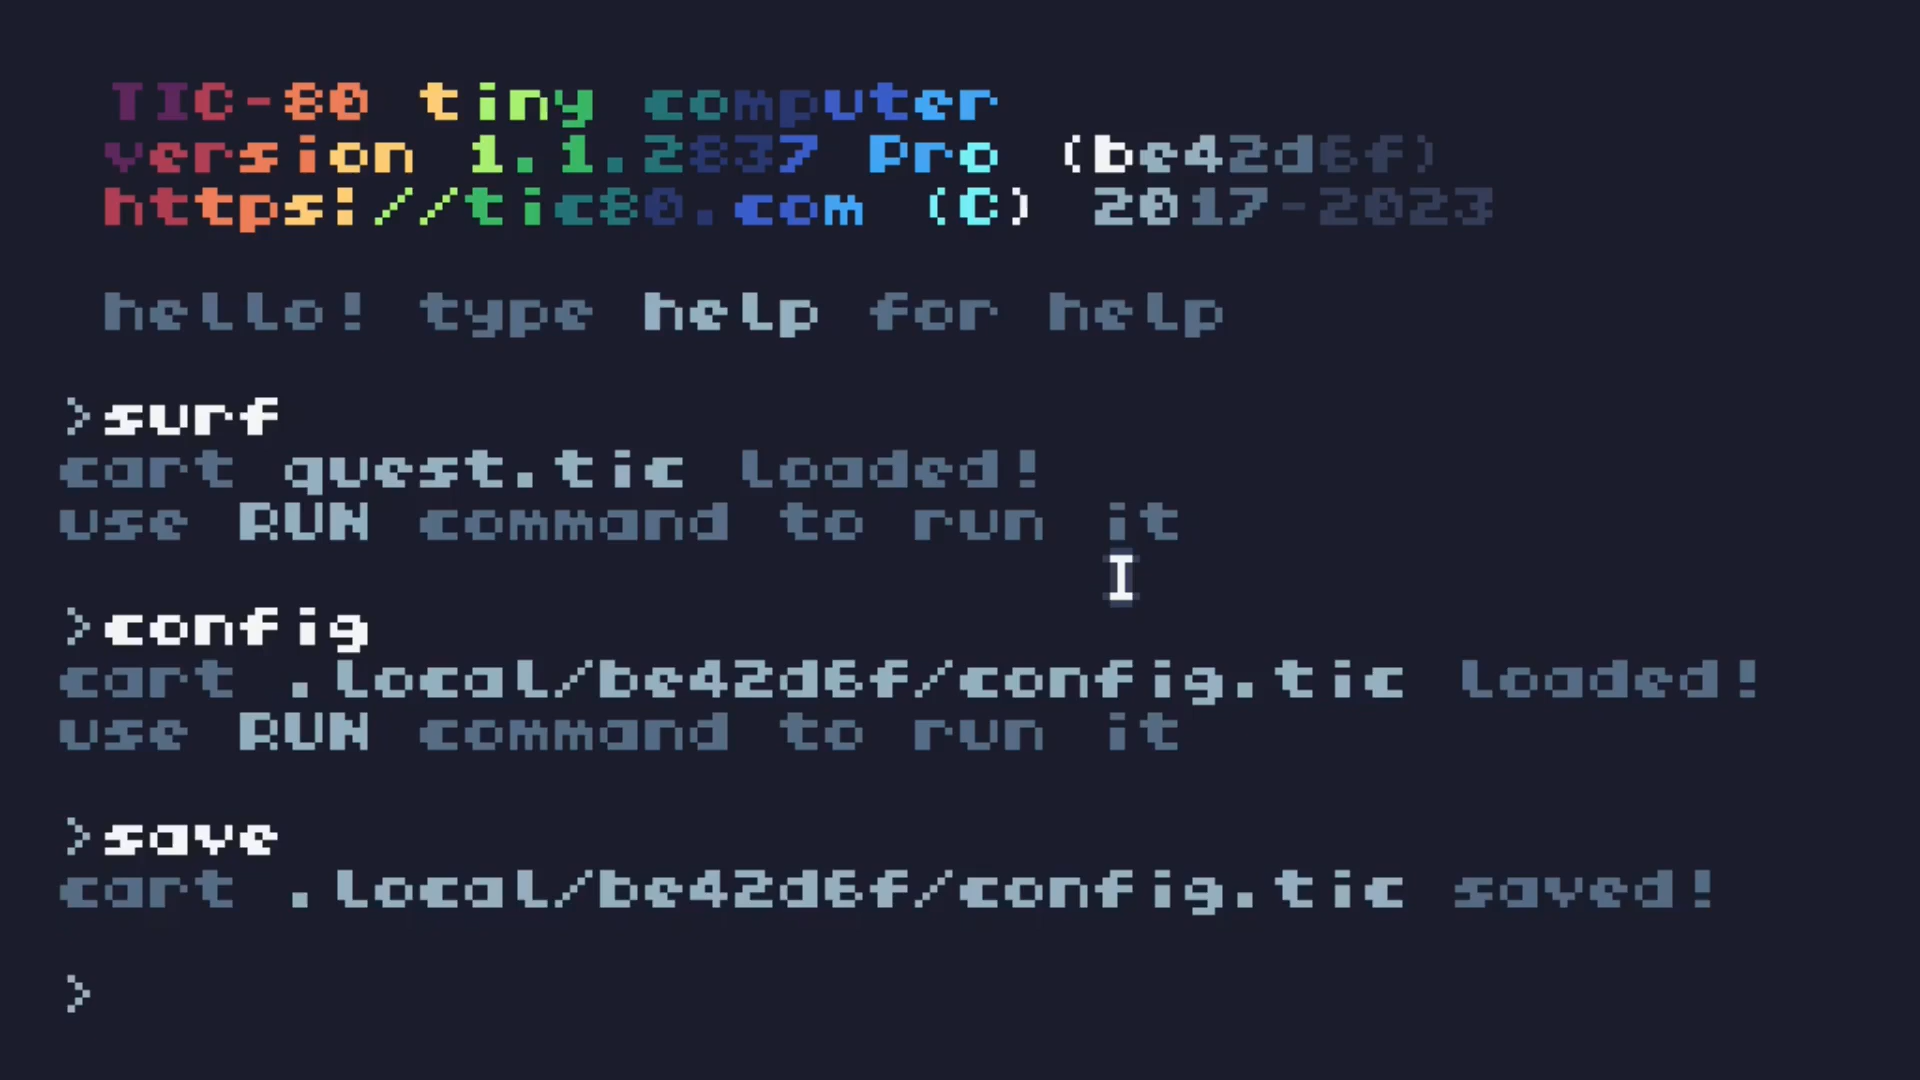 TIC-80 tiny computer
version 1.1.2837 Pro (be42d6f)
https://tic80.com (C) 2017-2023
hello! type help for help
>surf
cart quest.tic loaded!
use RUN command to run it
>config
cart .local/be42d6f/config.tic loaded!
use RUN command to run it
>save
cart .local/be42d6f/config.tic saved!
>